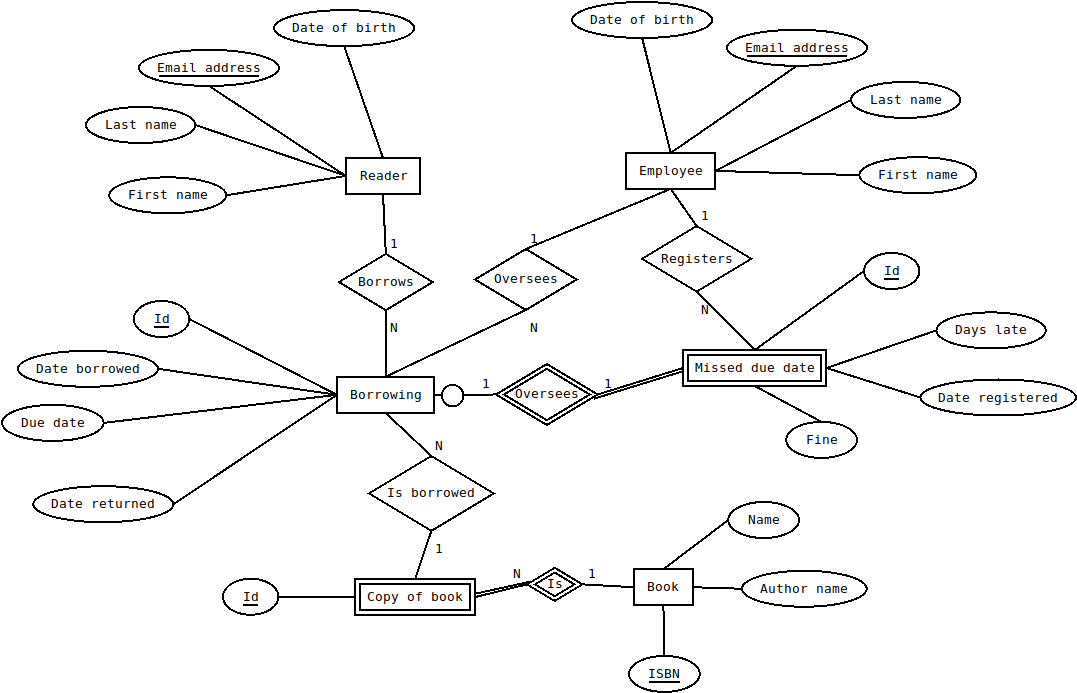 Date of birth
Date of birth
Email address
Email address
Last name
Last name
First name
First name
Reader
Employee
1
1
1
Borrows
Oversees
Registers
Id
N
N
N
Id
Days late
Date borrowed
Missed due date
Date registered
Due date
Borrowing
1
Oversees
1
Fine
N
Date returned
Is borrowed
1
Name
Id
Copy of book
N
Is
1
Book
Author name
ISBN